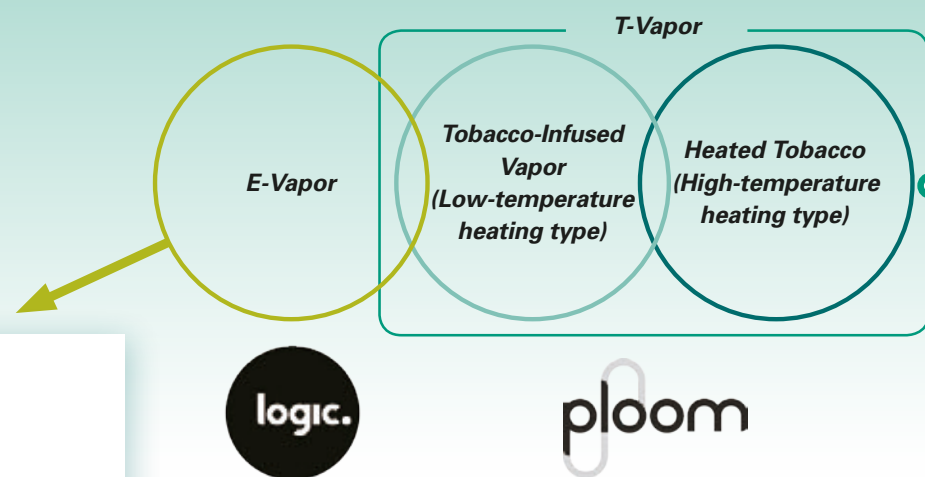 T-Vapor
E-Vapor
Tobacco-Infused
Vapor
(Low-temperature
heating type)
Heated Tobacco
(High-temperature
heating type)
logic.
ploom